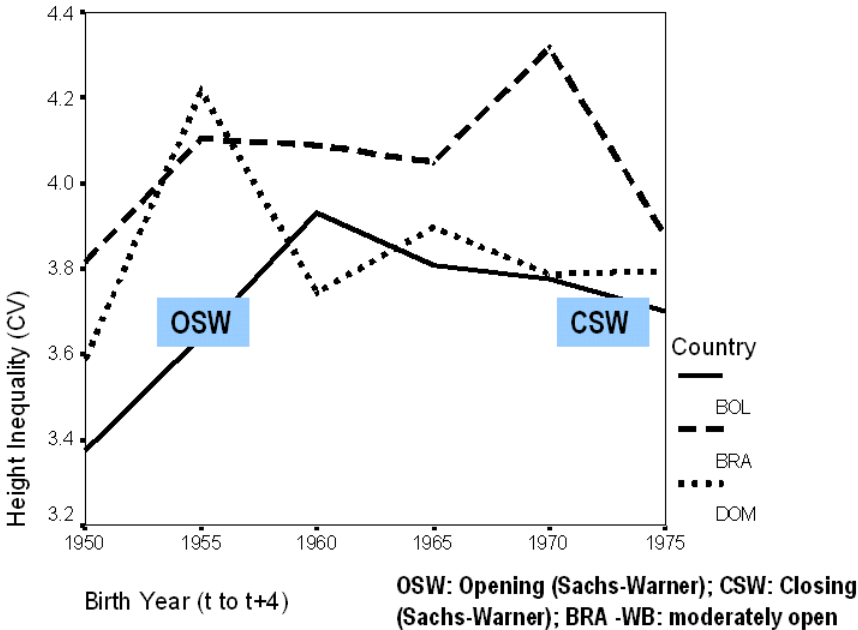 4.4
4.2
4.0
3.8
3.6
3.4
3.2
Height Inequality (CV)
OSW
CSW
1950 1955 1960 1965 1970 1975
Birth Year (t to t+4)
Country
BOL
BRA
DOM
OSW: Opening (Sachs-Warner); CSW: Closing
(Sachs-Warner); BRA -WB: moderately open